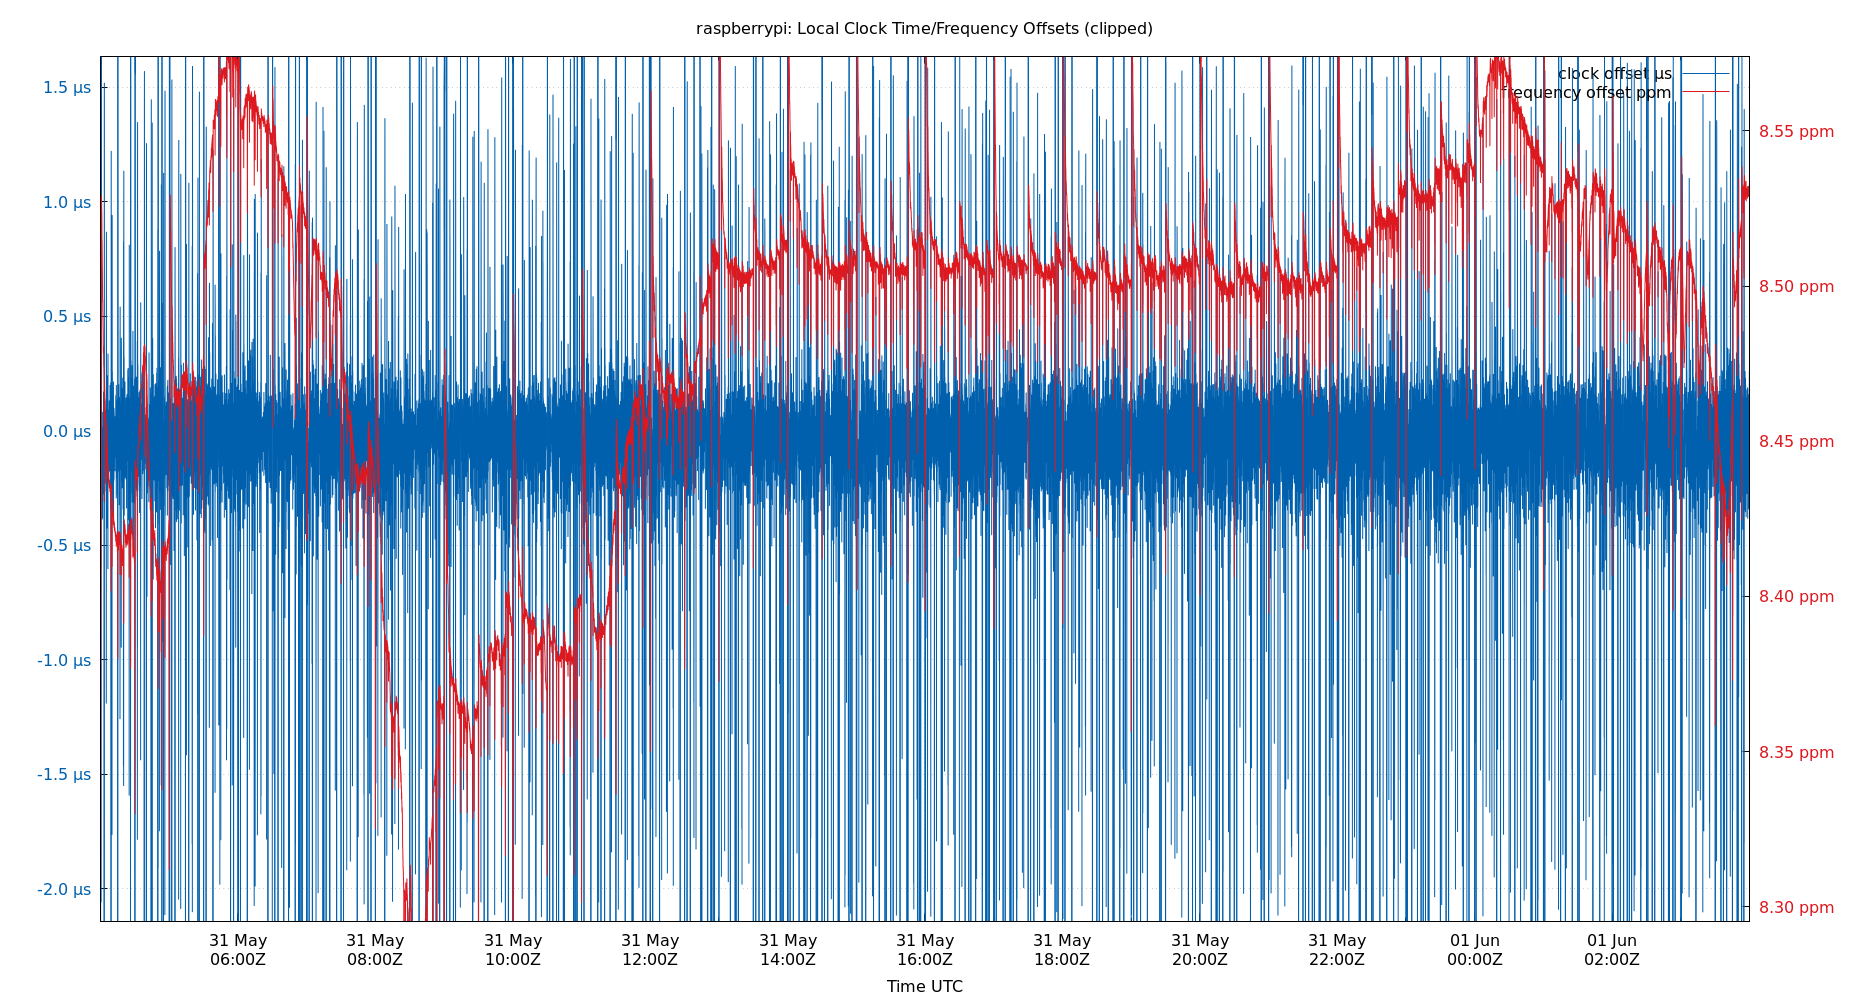 raspberrypi: Local Clock Time/Frequency Offsets (clipped)
clock offset µs
frequency offset ppm
1.5 µs
1.0 µs
0.5 µs
0.0 µs
-0.5 µs
-1.0 µs
-1.5 µs
-2.0 µs
8.55 ppm
8.50 ppm
8.45 ppm
8.40 ppm
8.35 ppm
8.30 ppm
31 May
06:00Z
31 May
08:00Z
31 May
10:00Z
31 May
12:00Z
31 May
14:00Z
31 May
16:00Z
31 May
18:00Z
31 May
20:00Z
31 May
22:00Z
01 Jun
00:00Z
01 Jun
02:00Z
Time UTC